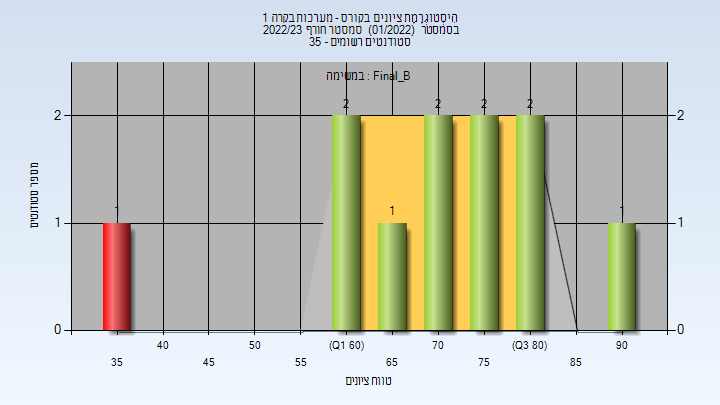 היסטוגרמת ציונים בקורס - מערכות בקרה 1
בסמסטר (01/2022) סמסטר חורף 2022/23
סטודנטים רשומים - 35
במשימה : Final_B
מספר סטודנטים
2 2
1 1
0 0
1 2 1 2 2 2 1
35 40 45 50 55 (Q1 60) 65 70 75 (Q3 80) 85 90
טווח ציונים